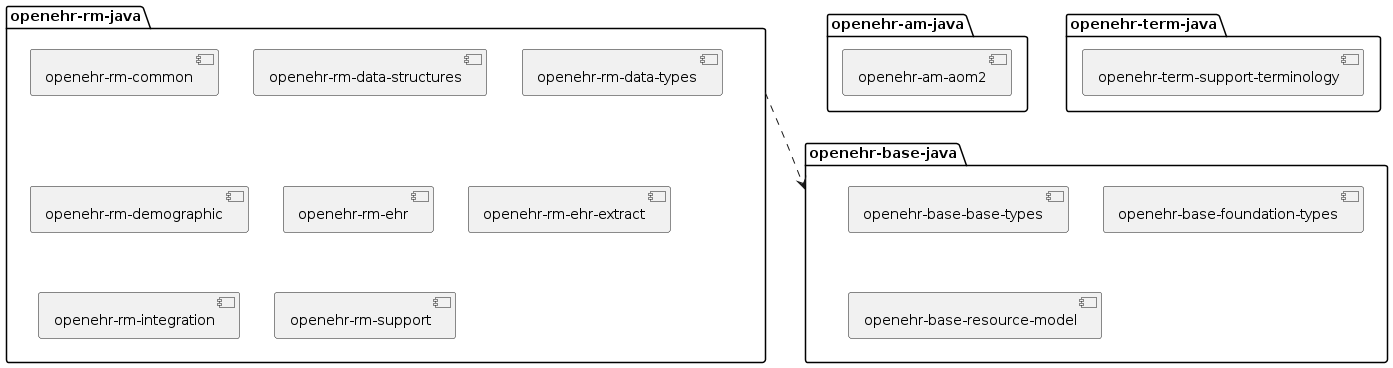 openehr-rm-java
openehr-rm-common
openehr-rm-data-structures
openehr-rm-data-types
openehr-rm-demographic
openehr-rm-ehr
openehr-rm-ehr-extract
openehr-rm-integration
openehr-rm-support
openehr-am-java
openehr-am-aom2
openehr-term-java
openehr-term-support-terminology
openehr-base-java
openehr-base-base-types
openehr-base-foundation-types
openehr-base-resource-model